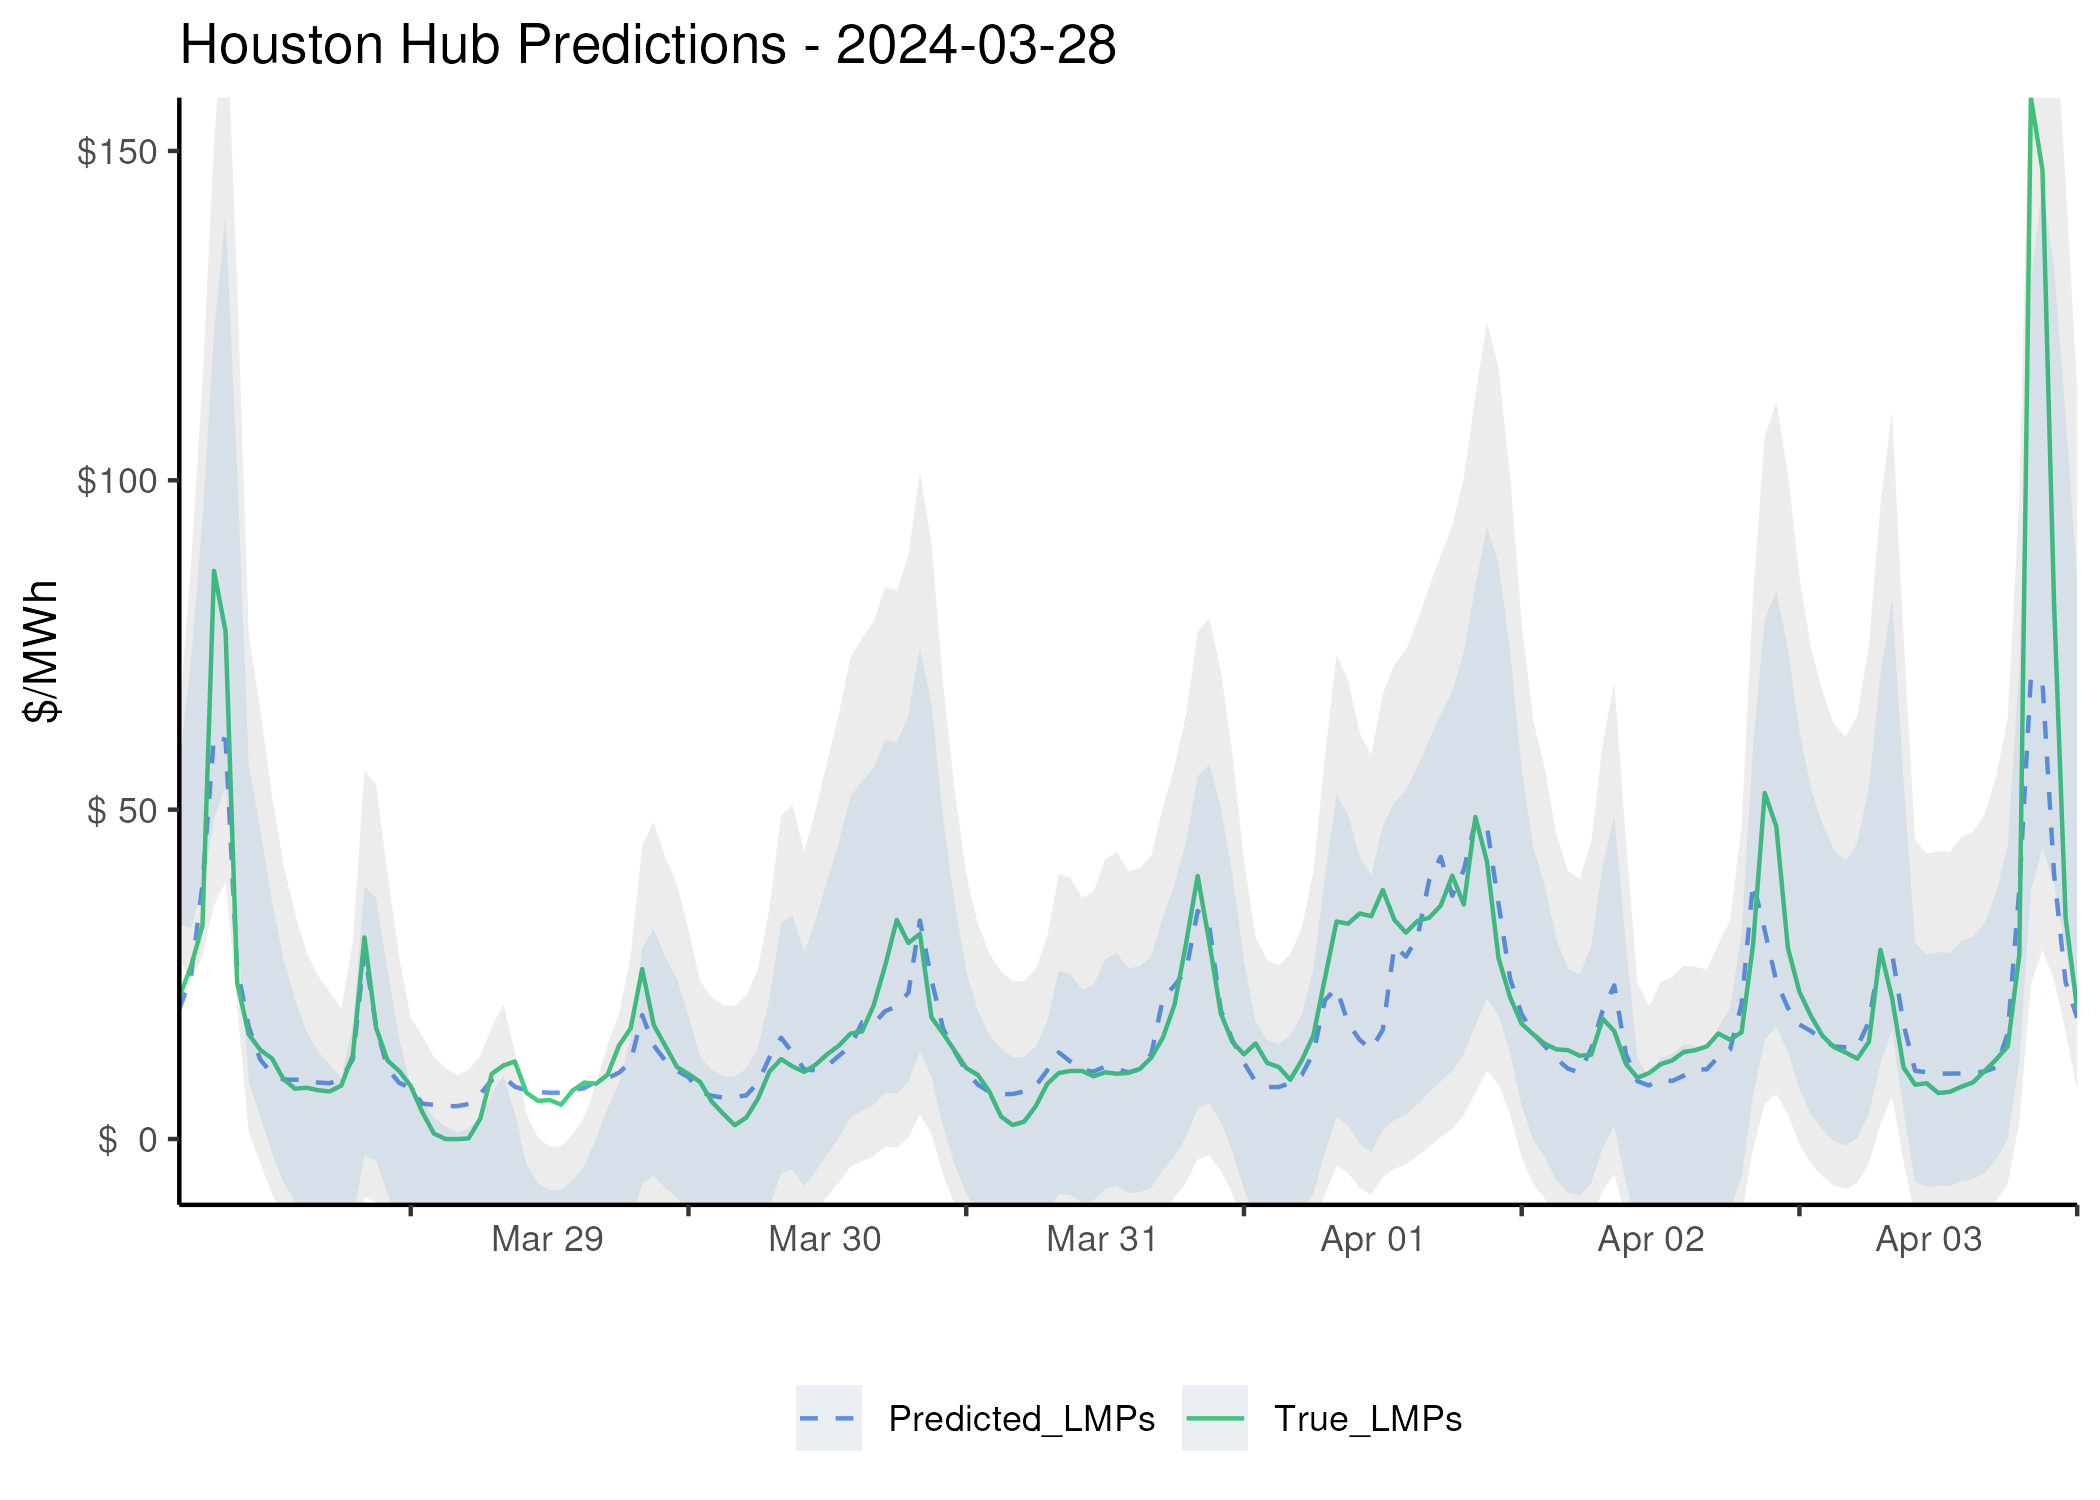 Houston Hub Predictions - 2024-03-28
$150
$100
$ 50
$ 0
$/MWh
Mar 29 Mar 30 Mar 31 Apr 01 Apr 02 Apr 03
Predicted_LMPs True_LMPs